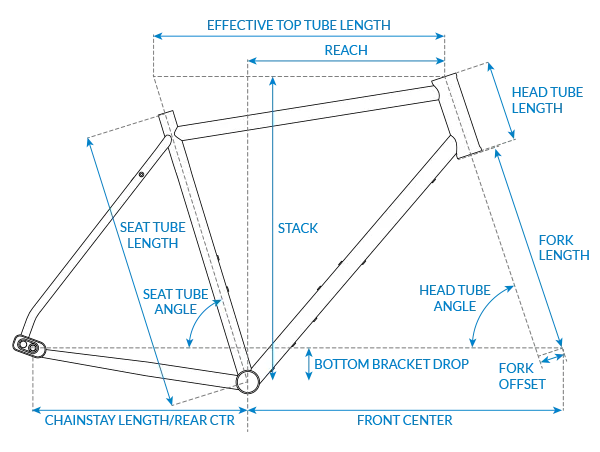 EFFECTIVE TOP TUBE LENGTH
REACH
HEAD TUBE
LENGTH
SEAT TUBE
LENGTH
STACK
FORK
LENGTH
SEAT TUBE
ANGLE
HEAD TUBE
ANGLE
BOTTOM BRACKET DROP
FORK
OFFSET
CHAINSTAY LENGTH/REAR CTR
FRONT CENTER